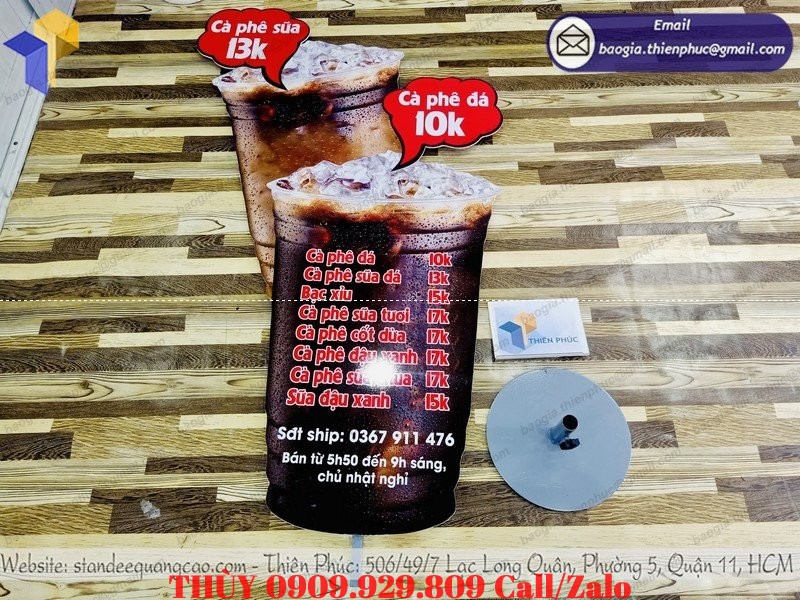 Cà phê sữa
13k
Email
baogia.thienphuc@gmail.com
Cà phê đá
10k
Cà phê đá 10k
Cà phê sữa đá 13k
Bạc xỉu 15k
Cà phê sữa tươi 17k
Cà phê cốt dừa 17k
Cà phê đậu xanh 17k
Cà phê 17k
Sữa đậu xanh 15k
THIÊN PHÚC
Sđt ship: 0367 911 476
Bán từ 5h50 đến 9h sáng,
chủ nhật nghỉ
Website: standeequangcao.com - Thiên Phúc: 506/49/7 Lạc Long Quân, Phường 5, Quận 11, HCM
THÙY 0909.929.809 Call/Zalo